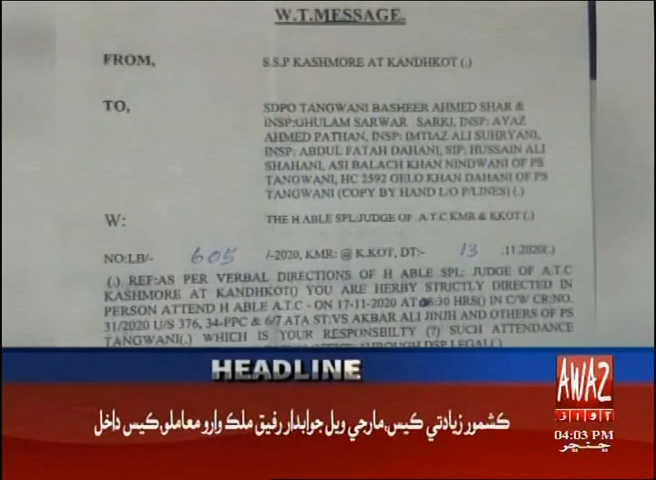 W.T.MESSAGE.
FROM, S.S.P KASHMORE AT KANDHKOT (.)
TO, SDPO TANGWANI BASHEER AHMED SHAR &
INSP:GHULAM SARWAR SARKI, INSP: AYAZ
AHMED PATHAN, INSP: IMTIAZ ALI SUHRYANI,
INSP: ABDUL FATAH DAHANI, SIP: HUSSAIN ALI
SHAHANI, ASI BALACH KHAN NINDWANI OF PS
TANGWANI, HC 2592 GELO KHAN DAHANI OF PS
TANGWANI (COPY BY HAND L/O P/LINES) (.)
W: THE H ABLE SPL:JUDGE OF A.T.C KMR & K.KOT (.)
NO:LB/- 605 /-2020, KMR: @ K.KOT, DT:- 13 .11.2020(.)
(.) REF:AS PER VERBAL DIRECTIONS OF H ABLE SPL: JUDGE OF A.T.C
KASHMORE AT KANDHKOT() YOU ARE HERBY STRICTLY DIRECTED IN
PERSON ATTEND H ABLE A.T.C - ON 17-11-2020 AT 08:30 HRS() IN C/W CR:NO.
31/2020 U/S 376, 34-PPC & 6/7 ATA ST:VS AKBAR ALI JINJH AND OTHERS OF PS
TANGWANI(.) WHICH IS YOUR RESPONSBILTY (?) SUCH ATTENDANCE
THROUGH DSP LEGAL(.)
HEADLINE
AWAZ
آواز
04:03 PM
ڇنڇر
ڪشمور زيادتي ڪيس، مارجي ويل جوابدار رفيق ملڪ وارو معاملو، ڪيس داخل